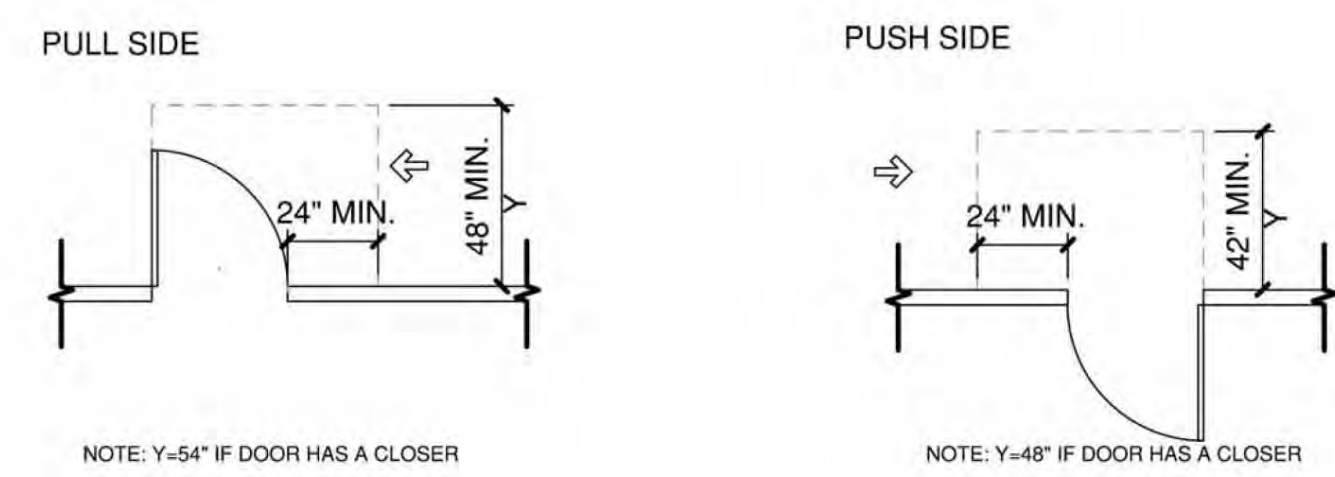 PULL SIDE
24" MIN.
48" MIN.
Y
NOTE: Y=54" IF DOOR HAS A CLOSER
PUSH SIDE
24" MIN.
42" MIN.
Y
NOTE: Y=48" IF DOOR HAS A CLOSER